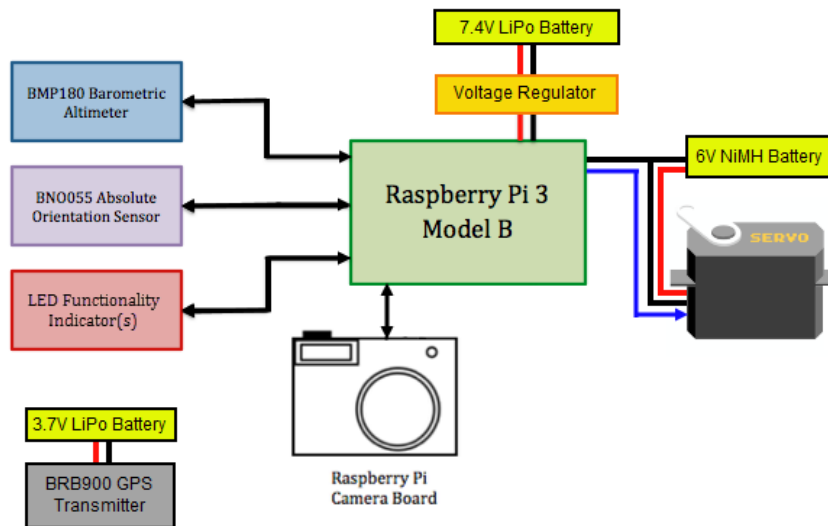 7.4V LiPo Battery
Voltage Regulator
BMP180 Barometric
Altimeter
BNO055 Absolute
Orientation Sensor
LED Functionality
Indicator(s)
Raspberry Pi 3
Model B
6V NiMH Battery
SERVO
3.7V LiPo Battery
BRB900 GPS
Transmitter
Raspberry Pi
Camera Board